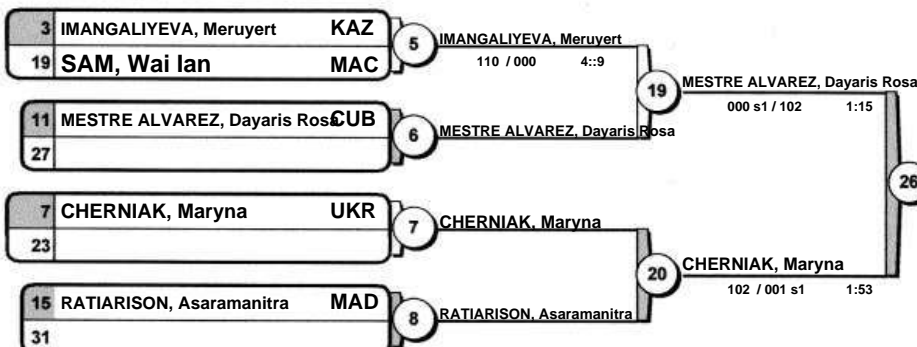 3 IMANGALIYEVA, Meruyert KAZ
19 SAM, Wai Ian MAC
5
IMANGALIYEVA, Meruyert
110 / 000 4::9
11 MESTRE ALVAREZ, Dayaris Rosa CUB
27
6
MESTRE ALVAREZ, Dayaris Rosa
19
MESTRE ALVAREZ, Dayaris Rosa
000 s1 / 102 1:15
7 CHERNIAK, Maryna UKR
23
7
CHERNIAK, Maryna
15 RATIARISON, Asaramanitra MAD
31
8
RATIARISON, Asaramanitra
20
CHERNIAK, Maryna
102 / 001 s1 1:53
26